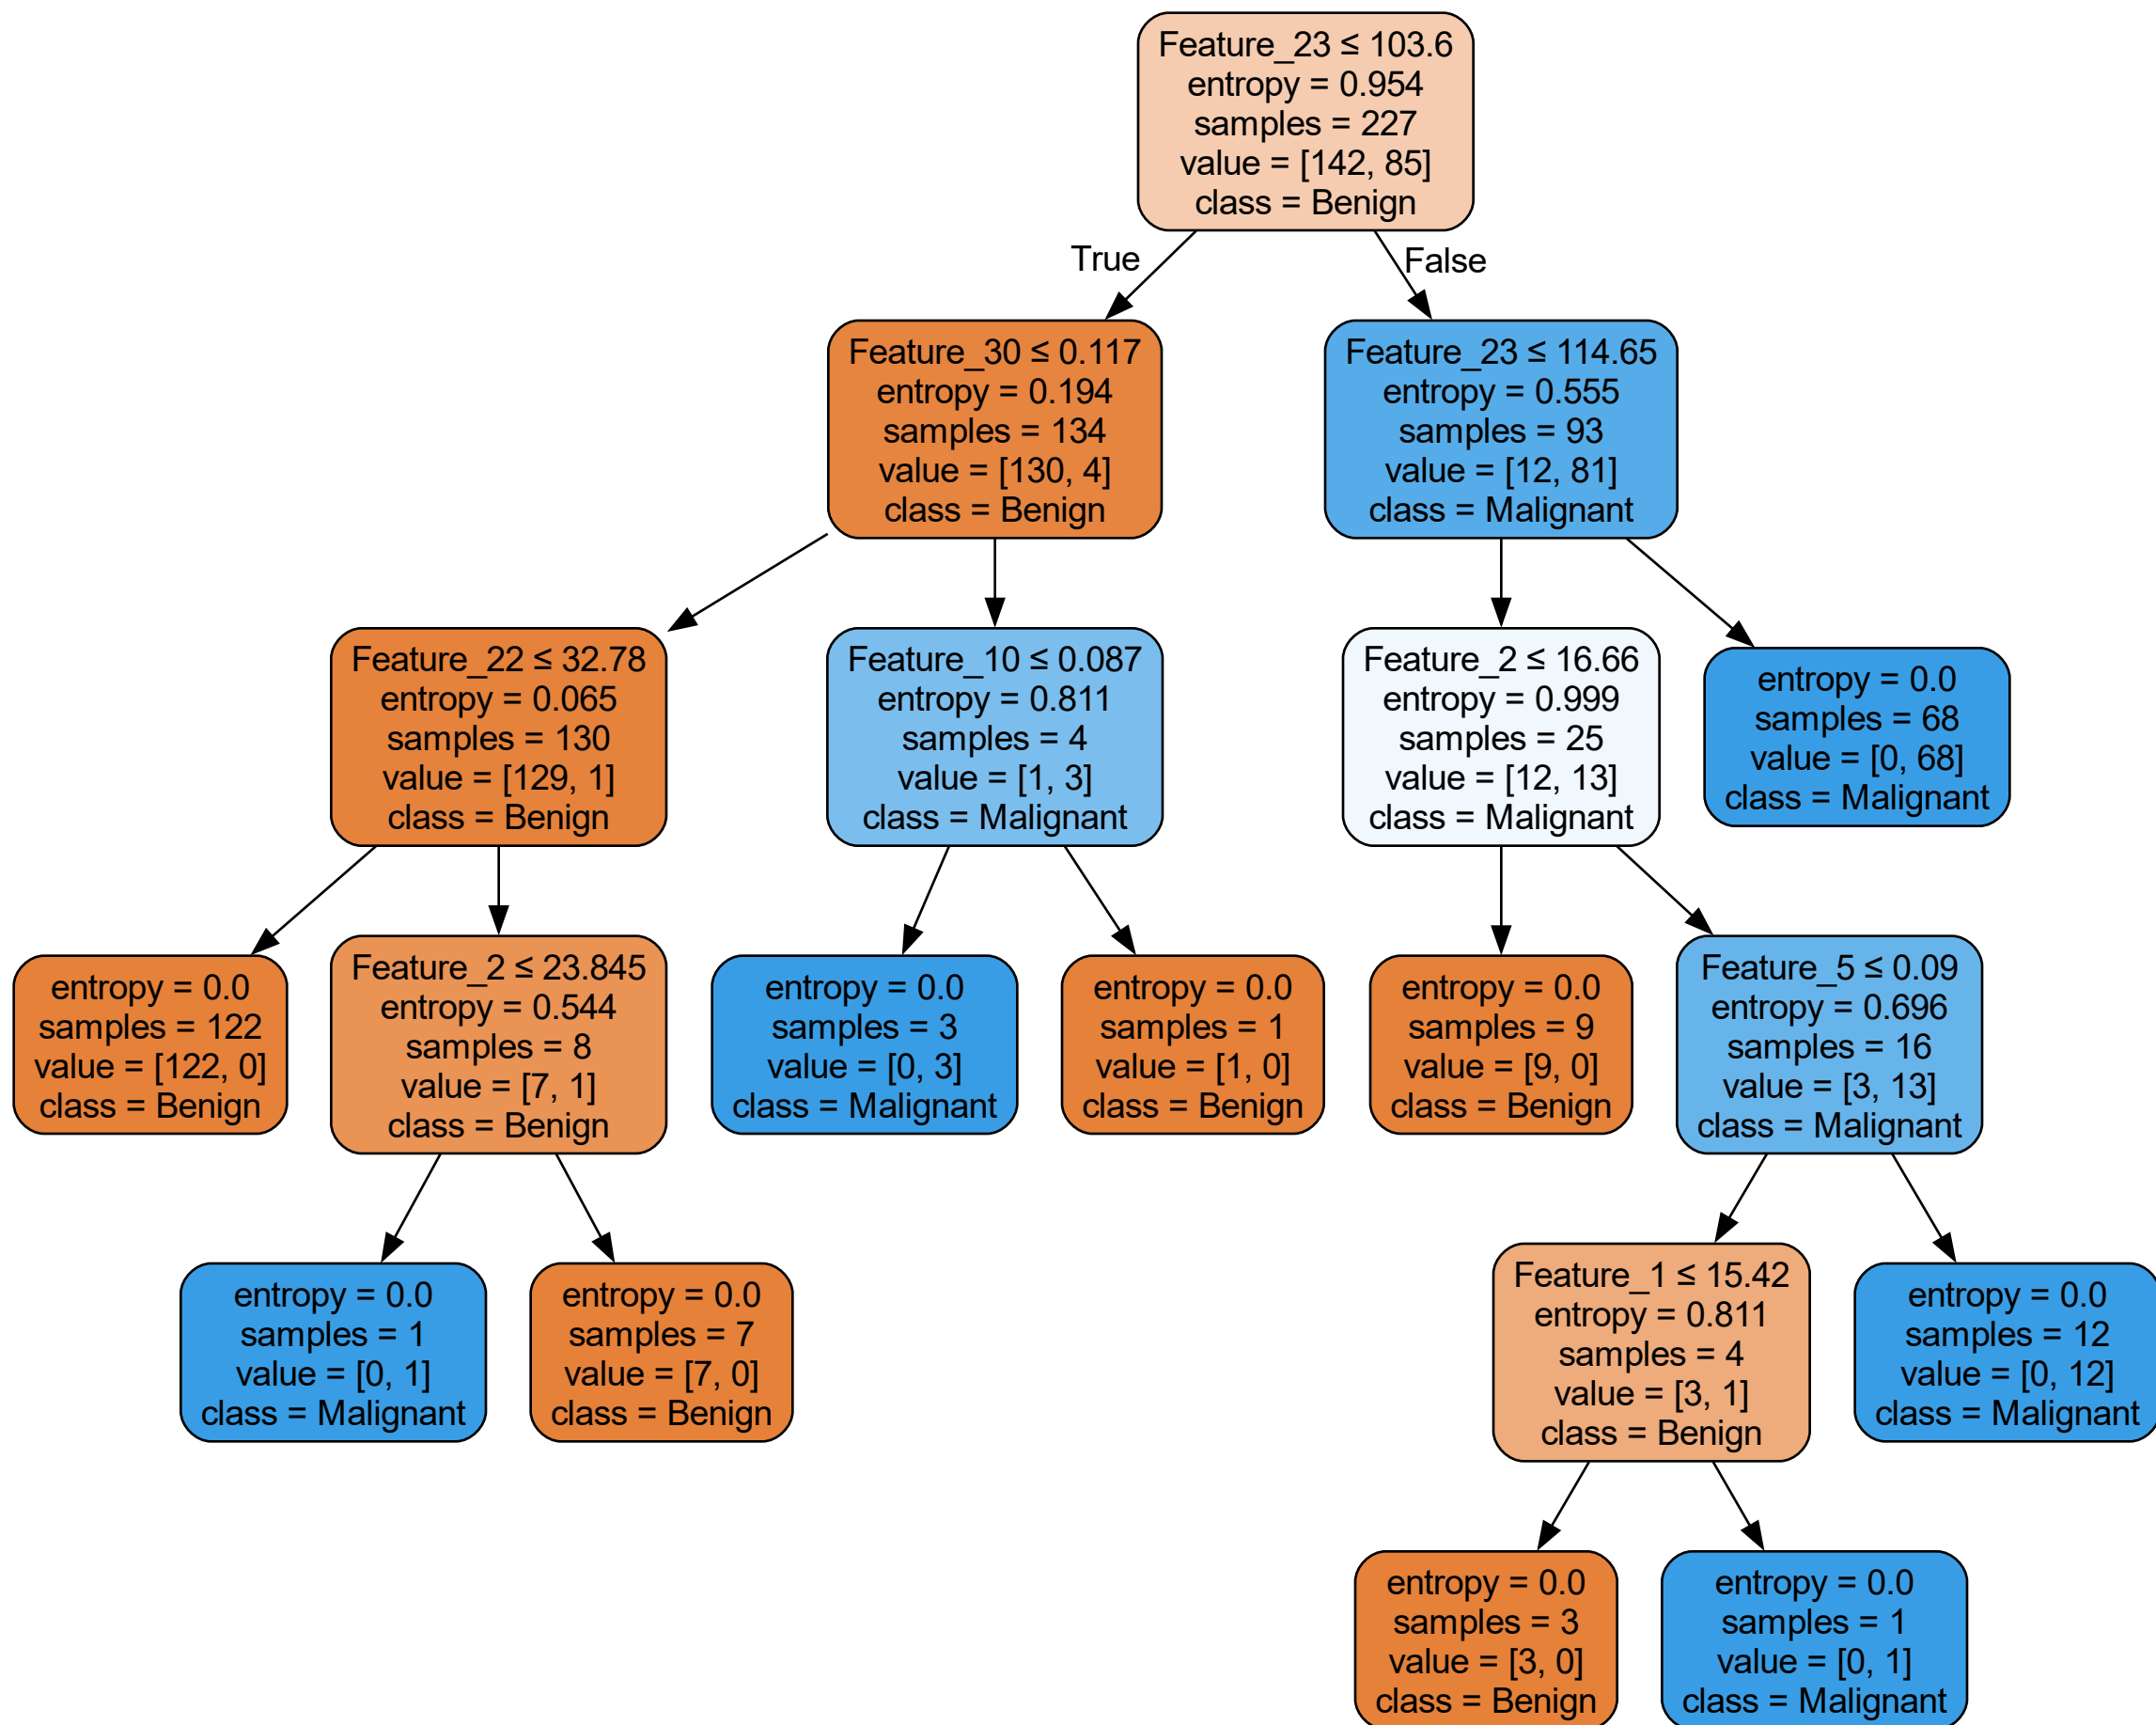 Feature_23 ≤ 103.6
entropy = 0.954
samples = 227
value = [142, 85]
class = Benign
True
False
Feature_30 ≤ 0.117
entropy = 0.194
samples = 134
value = [130, 4]
class = Benign
Feature_23 ≤ 114.65
entropy = 0.555
samples = 93
value = [12, 81]
class = Malignant
Feature_22 ≤ 32.78
entropy = 0.065
samples = 130
value = [129, 1]
class = Benign
Feature_10 ≤ 0.087
entropy = 0.811
samples = 4
value = [1, 3]
class = Malignant
Feature_2 ≤ 16.66
entropy = 0.999
samples = 25
value = [12, 13]
class = Malignant
entropy = 0.0
samples = 68
value = [0, 68]
class = Malignant
entropy = 0.0
samples = 122
value = [122, 0]
class = Benign
Feature_2 ≤ 23.845
entropy = 0.544
samples = 8
value = [7, 1]
class = Benign
entropy = 0.0
samples = 3
value = [0, 3]
class = Malignant
entropy = 0.0
samples = 1
value = [1, 0]
class = Benign
entropy = 0.0
samples = 9
value = [9, 0]
class = Benign
Feature_5 ≤ 0.09
entropy = 0.696
samples = 16
value = [3, 13]
class = Malignant
entropy = 0.0
samples = 1
value = [0, 1]
class = Malignant
entropy = 0.0
samples = 7
value = [7, 0]
class = Benign
Feature_1 ≤ 15.42
entropy = 0.811
samples = 4
value = [3, 1]
class = Benign
entropy = 0.0
samples = 12
value = [0, 12]
class = Malignant
entropy = 0.0
samples = 3
value = [3, 0]
class = Benign
entropy = 0.0
samples = 1
value = [0, 1]
class = Malignant